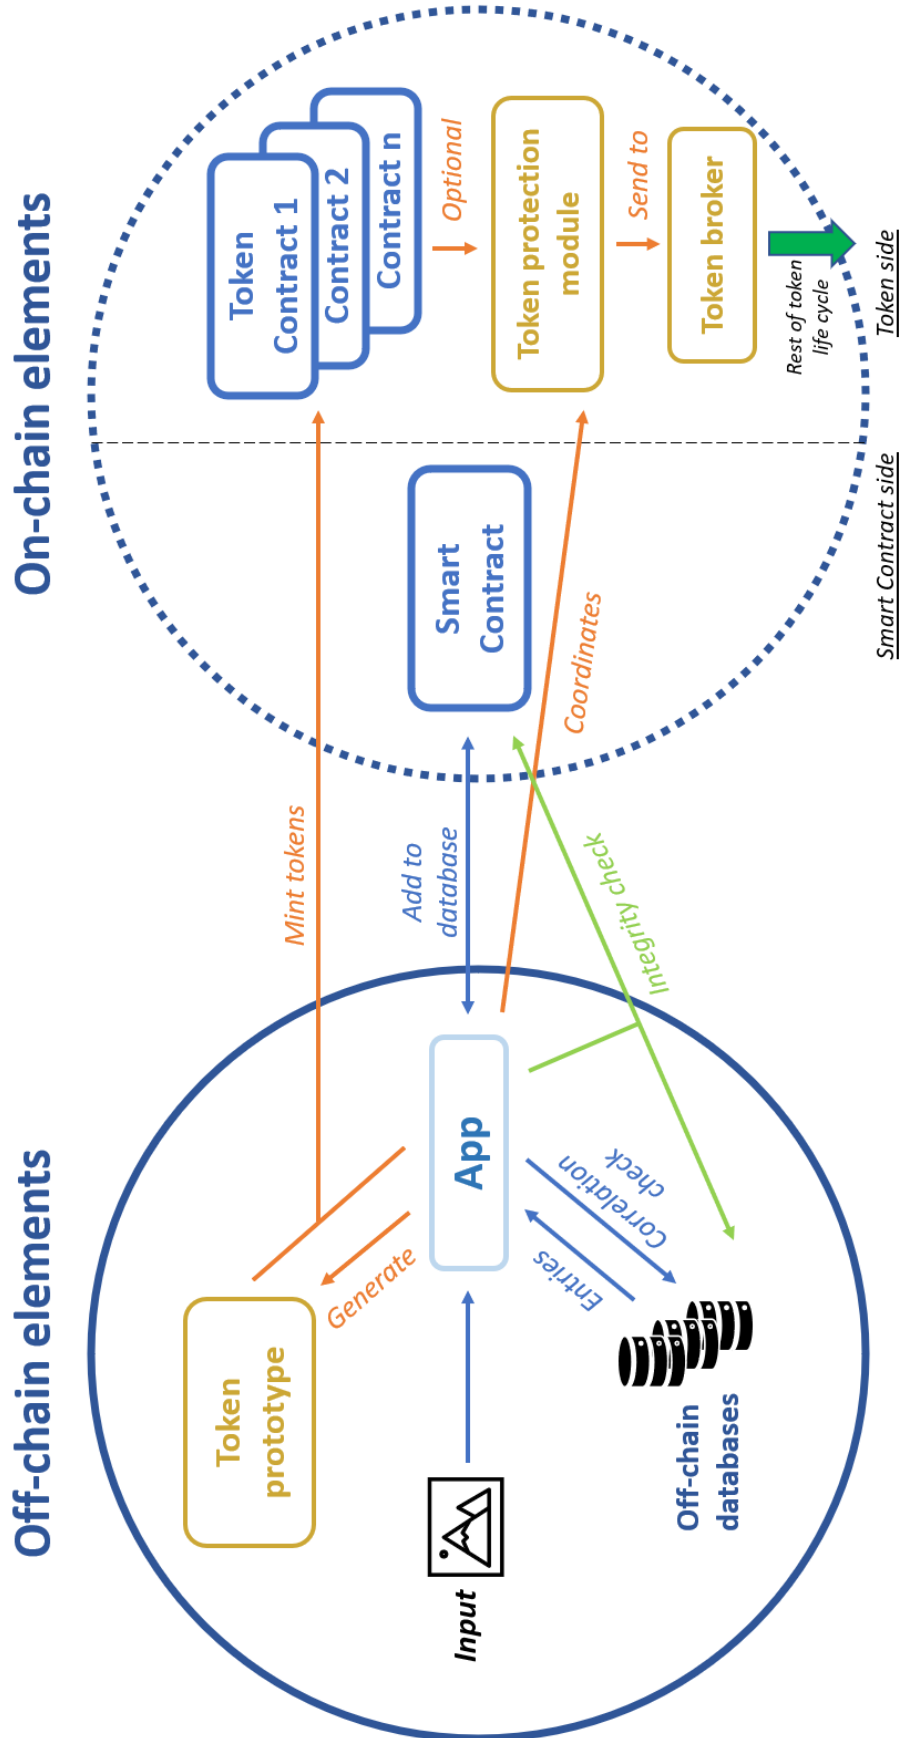 Off-chain elements
On-chain elements
Token
prototype
Generate
Mint tokens
Input
App
Add to
database
Entries
Correlation
check
Off-chain
databases
Integrity check
Coordinates
Smart
Contract
Token
Contract 1
Contract 2
Contract n
Optional
Token protection
module
Send to
Token broker
Rest of token
life cycle
Smart Contract side
Token side